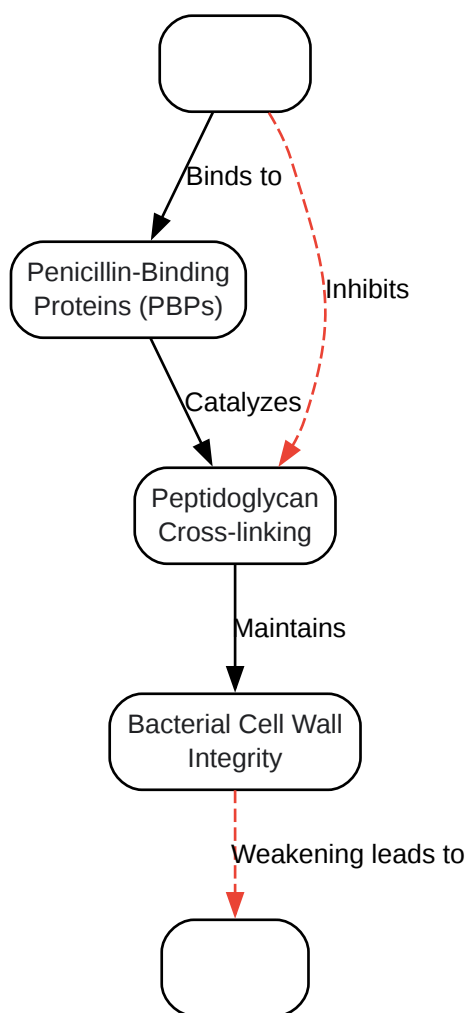 Binds to
Penicillin-Binding
Proteins (PBPs)
Inhibits
Catalyzes
Peptidoglycan
Cross-linking
Maintains
Bacterial Cell Wall
Integrity
Weakening leads to